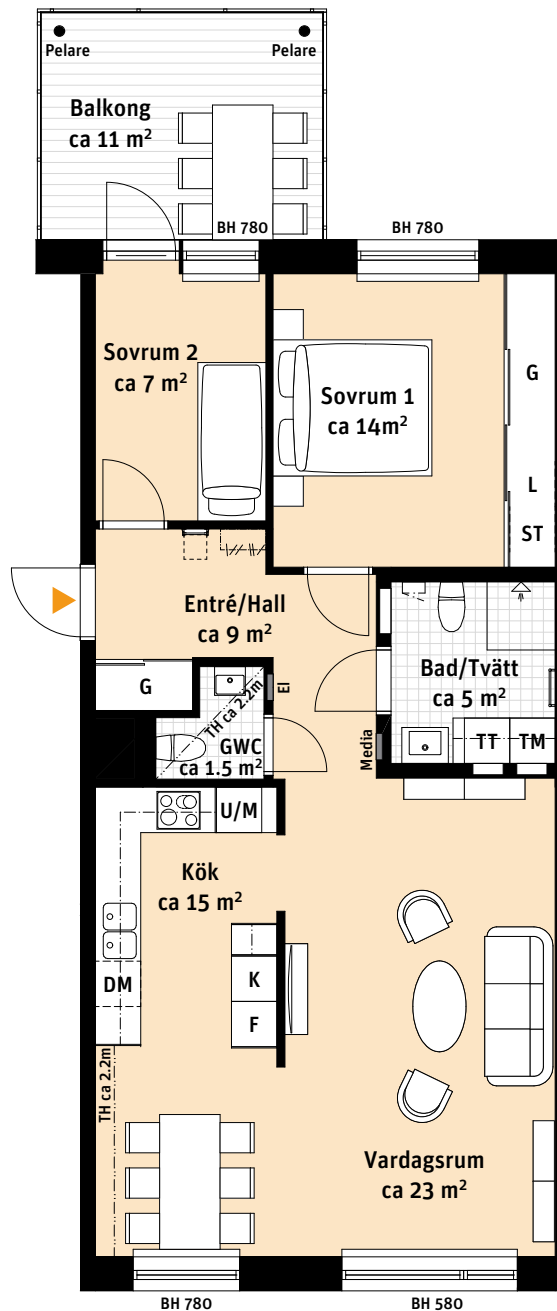 Pelare
Pelare
Balkong
ca 11 m²
BH 780
BH 780
Sovrum 2
ca 7 m²
Sovrum 1
ca 14m²
G
L
ST
Entré/Hall
ca 9 m²
G
El
TH ca 2.2m
GWC
ca 1.5 m²
Bad/Tvätt
ca 5 m²
Media
TT
TM
U/M
Kök
ca 15 m²
DM
K
F
TH ca 2.2m
Vardagsrum
ca 23 m²
BH 780
BH 580